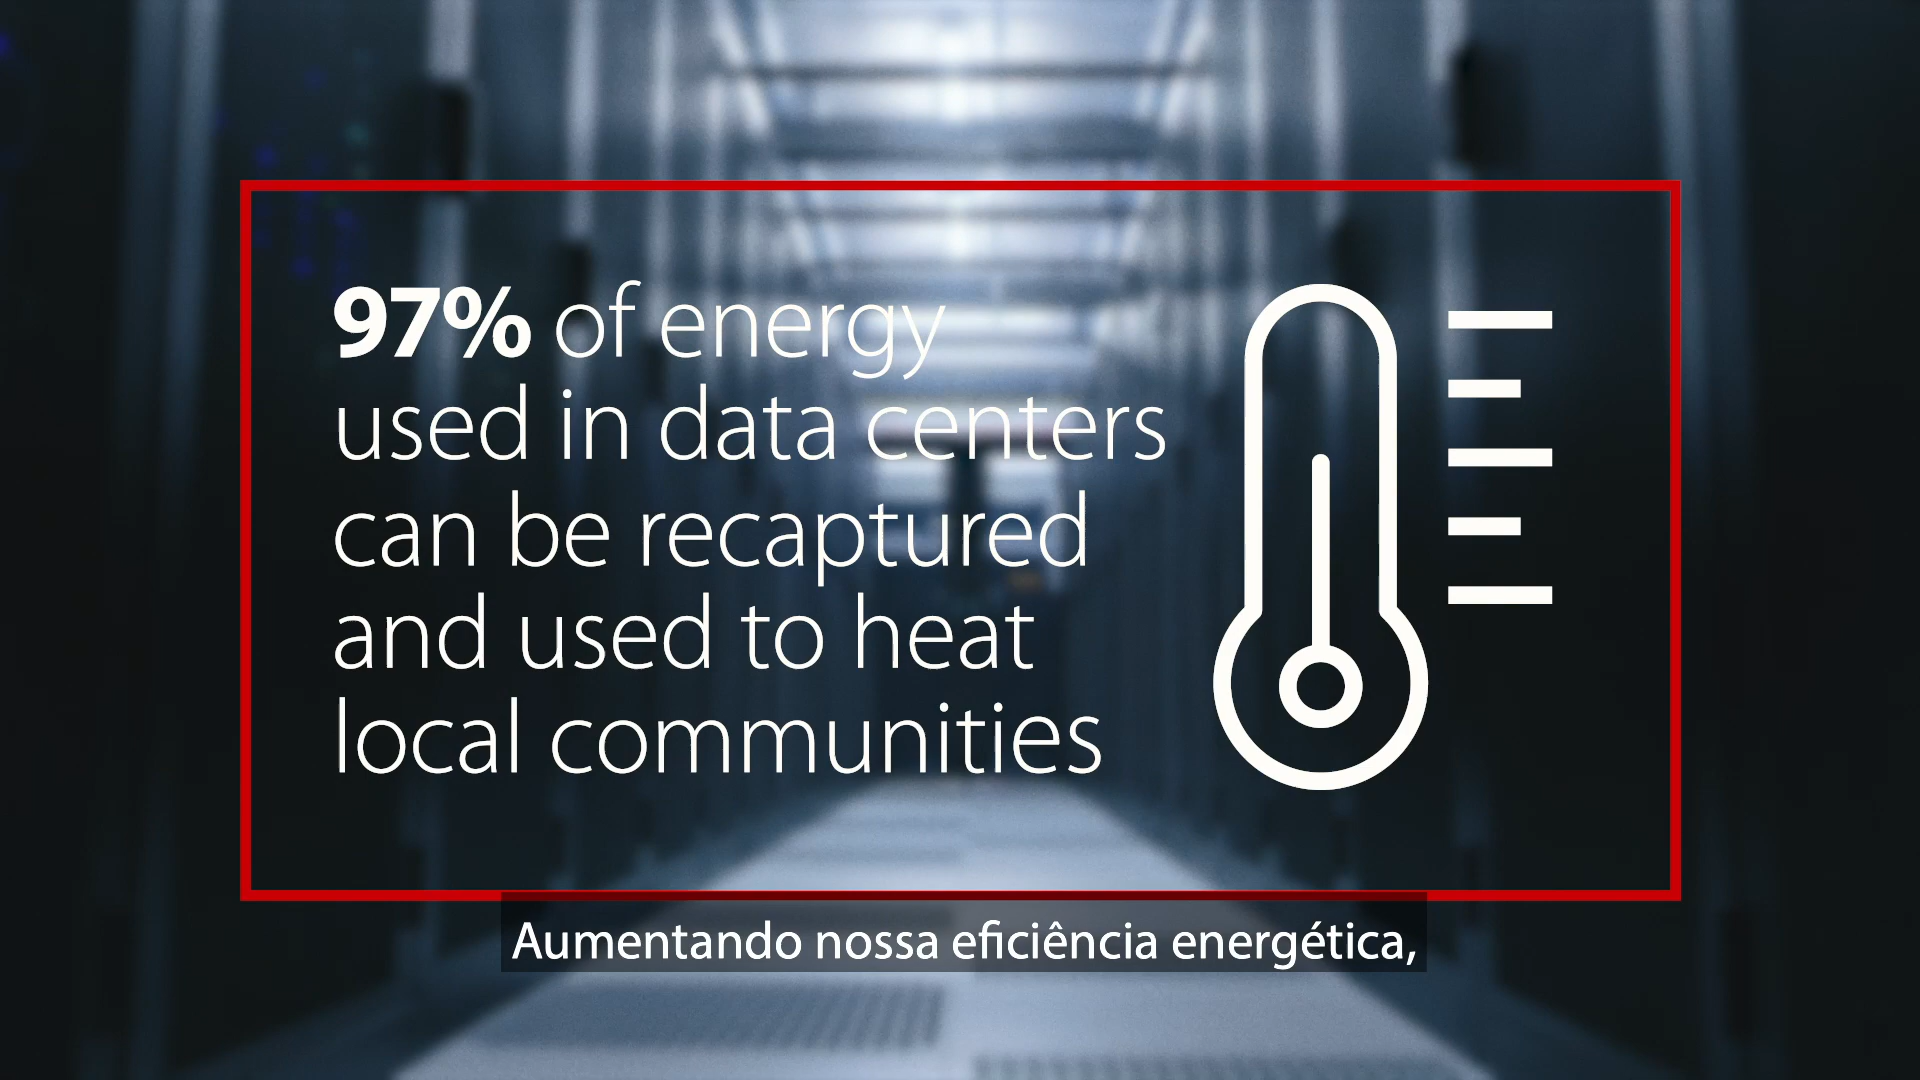 97% of energy
used in data centers
can be recaptured
and used to heat
local communities
Aumentando nossa eficiência energética,